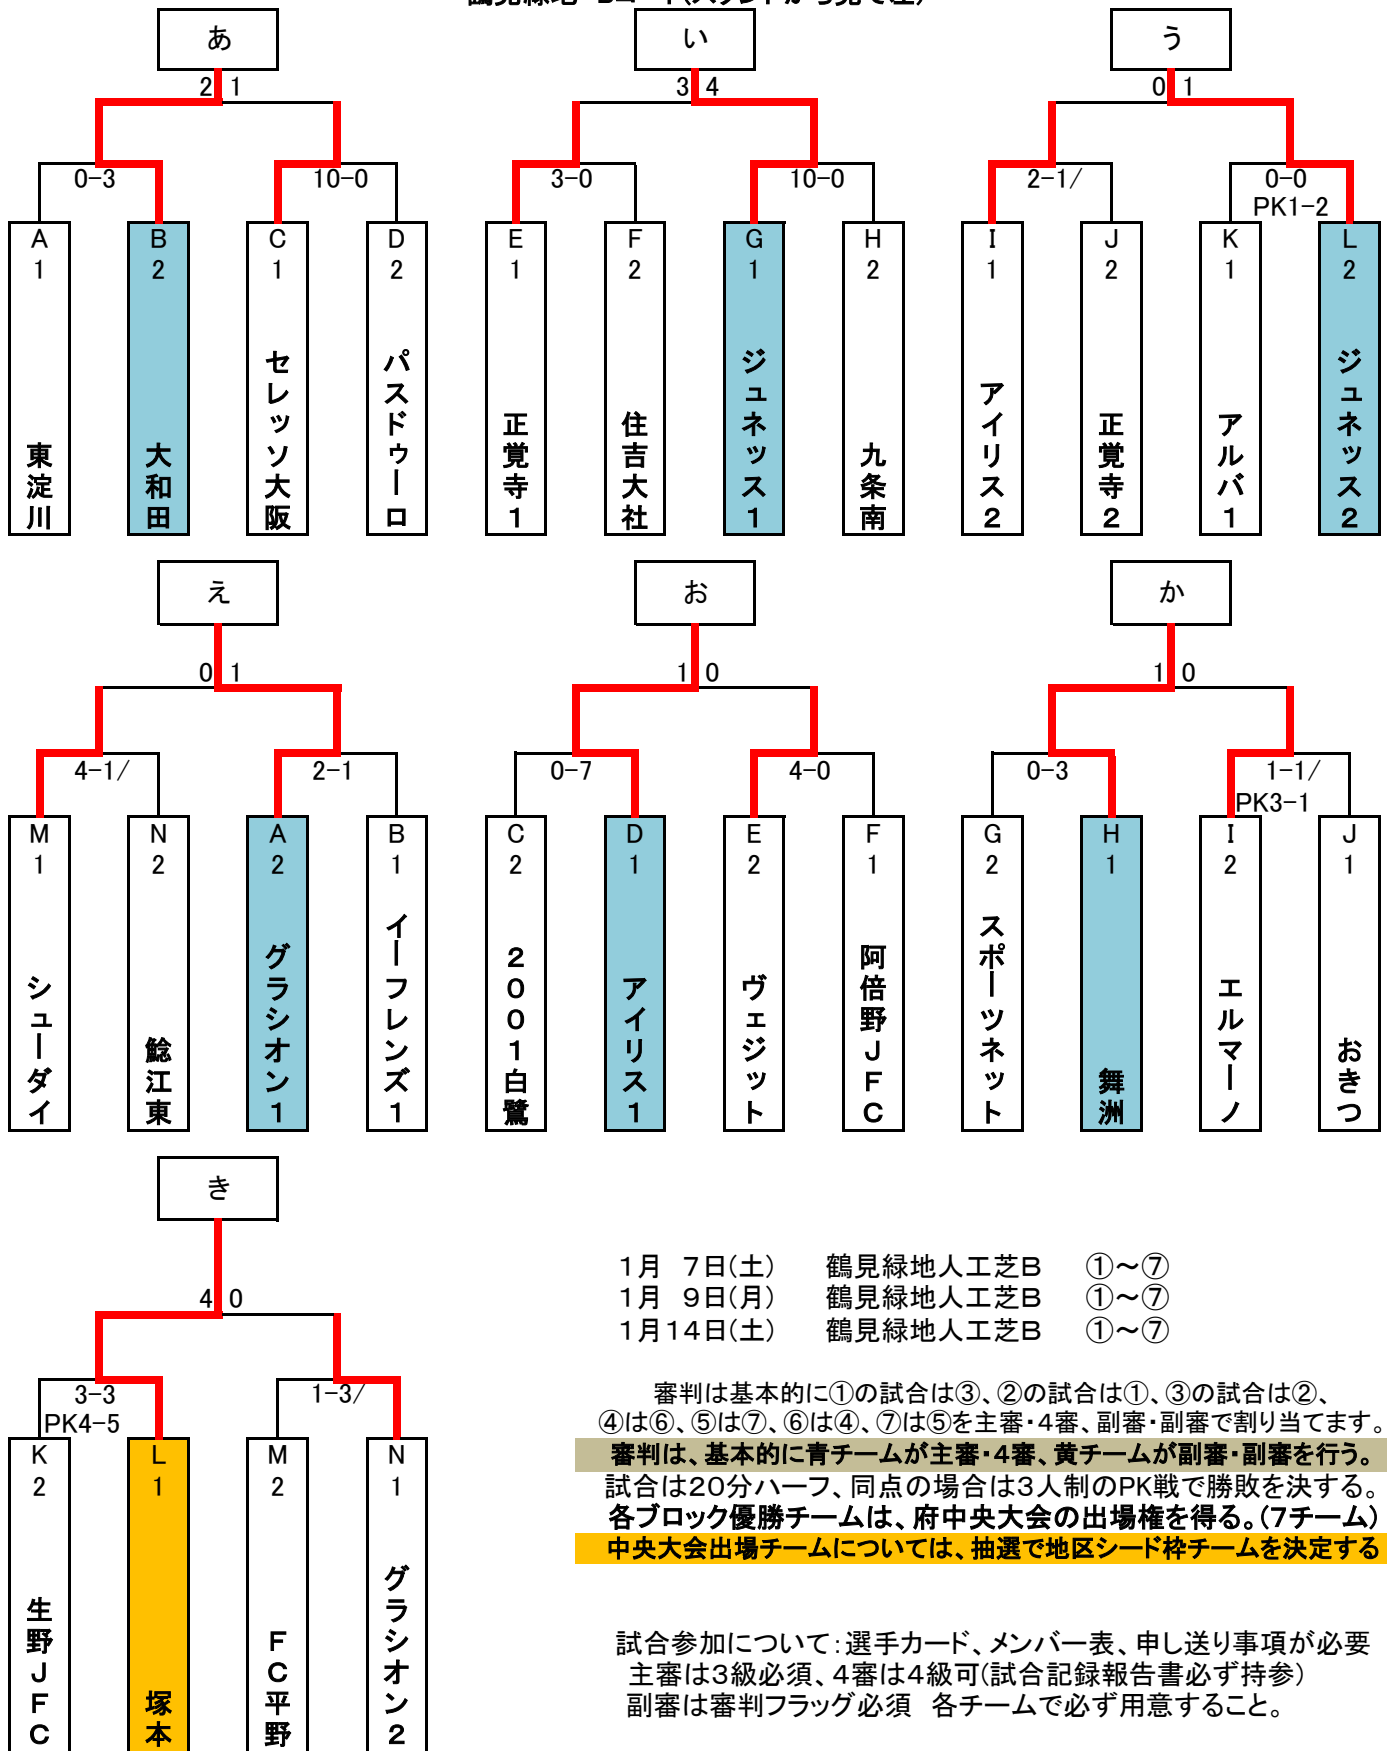 鶴見緑地 Bコート(スタンドから見て左)
あ
い
う
2 1
3 4
0 1
0-3
10-0
3-0
10-0
2-1/
0-0
PK1-2
A
1
東淀川
B
2
大和田
C
1
セレッソ大阪
D
2
パスドゥーロ
E
1
正覚寺1
F
2
住吉大社
G
1
ジュネッス1
H
2
九条南
I
1
アイリス2
J
2
正覚寺2
K
1
アルバ1
L
2
ジュネッス2
え
お
か
0 1
1 0
1 0
4-1/
2-1
0-7
4-0
0-3
1-1/
PK3-1
M
1
シューダイ
N
2
鯰江東
A
2
グラシオン1
B
1
イーフレンズ1
C
2
2001白鷺
D
1
アイリス1
E
2
ヴェジット
F
1
阿倍野JFC
G
2
スポーツネット
H
1
舞洲
I
2
エルマーノ
J
1
おきつ
き
4 0
3-3
PK4-5
1-3/
K
2
生野JFC
L
1
塚本
M
2
FC平野
N
1
グラシオン2
1月 7日(土) 鶴見緑地人工芝B ①~⑦
1月 9日(月) 鶴見緑地人工芝B ①~⑦
1月14日(土) 鶴見緑地人工芝B ①~⑦
審判は基本的に①の試合は③、②の試合は①、③の試合は②、
④は⑥、⑤は⑦、⑥は④、⑦は⑤を主審・4審、副審・副審で割り当てます。
審判は、基本的に青チームが主審・4審、黄チームが副審・副審を行う。
試合は20分ハーフ、同点の場合は3人制のPK戦で勝敗を決する。
各ブロック優勝チームは、府中央大会の出場権を得る。(7チーム)
中央大会出場チームについては、抽選で地区シード枠チームを決定する
試合参加について:選手カード、メンバー表、申し送り事項が必要
主審は3級必須、4審は4級可(試合記録報告書必ず持参)
副審は審判フラッグ必須 各チームで必ず用意すること。